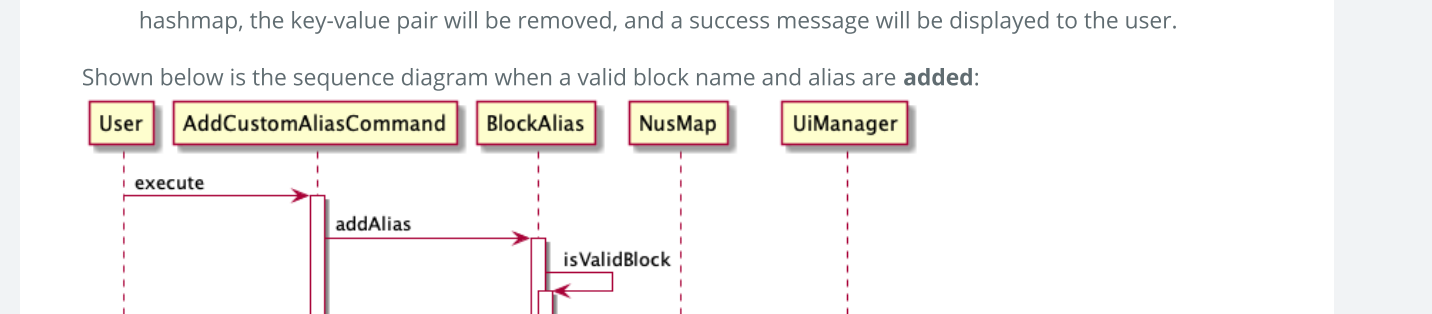 hashmap, the key-value pair will be removed, and a success message will be displayed to the user.
Shown below is the sequence diagram when a valid block name and alias are added:
User AddCustomAliasCommand BlockAlias NusMap UiManager
execute
addAlias
isValidBlock